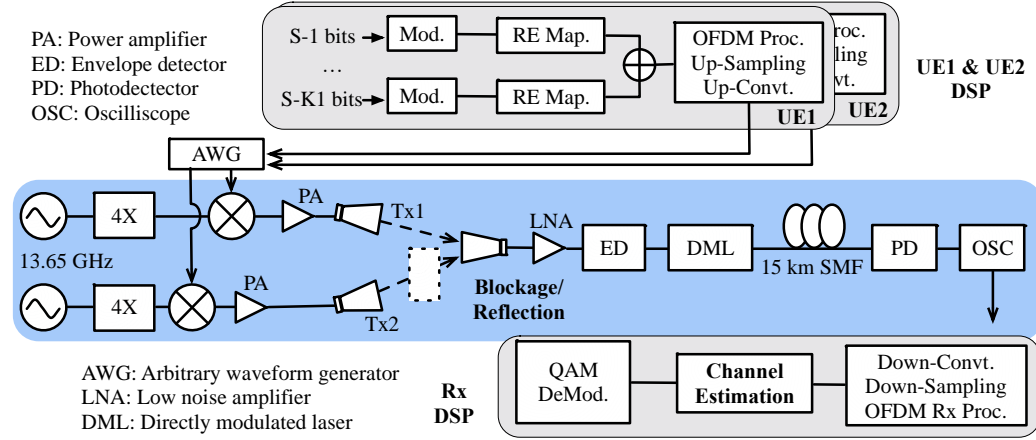 PA: Power amplifier
ED: Envelope detector
PD: Photodectector
OSC: Oscilliscope
S-1 bits
...
S-K1 bits
Mod.
RE Map.
Mod.
RE Map.
OFDM Proc.
Up-Sampling
Up-Convt.
UE1
roc.
ling
vt.
UE2
UE1 & UE2
DSP
AWG
4X
PA
Tx1
LNA
13.65 GHz
ED
DML
15 km SMF
PD
OSC
4X
PA
Tx2
Blockage/
Reflection
AWG: Arbitrary waveform generator
LNA: Low noise amplifier
DML: Directly modulated laser
Rx
DSP
QAM
DeMod.
Channel
Estimation
Down-Convt.
Down-Sampling
OFDM Rx Proc.